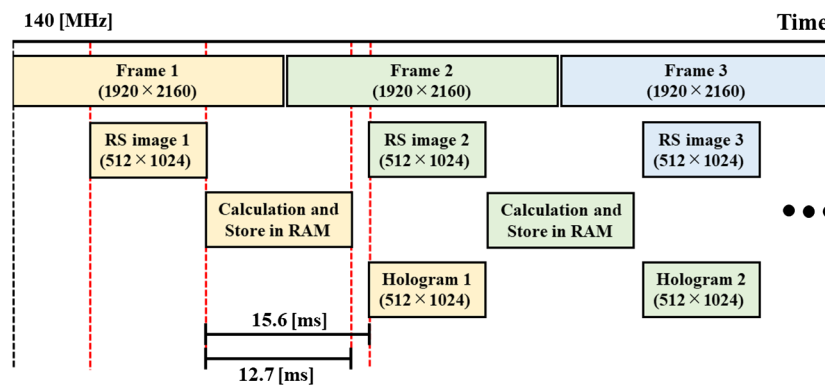 140 [MHz]
Time
Frame 1
(1920×2160)
Frame 2
(1920×2160)
Frame 3
(1920×2160)
RS image 1
(512×1024)
RS image 2
(512×1024)
RS image 3
(512×1024)
Calculation and
Store in RAM
Calculation and
Store in RAM
Hologram 1
(512×1024)
Hologram 2
(512×1024)
15.6 [ms]
12.7 [ms]